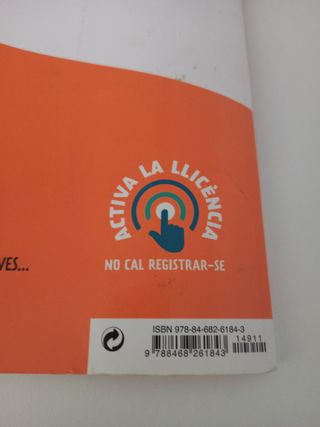 ACTIVA LA LLICÈNCIA
VES...
NO CAL REGISTRAR-SE
ISBN 978-84-682-6184-3
14911
9 788468 261843